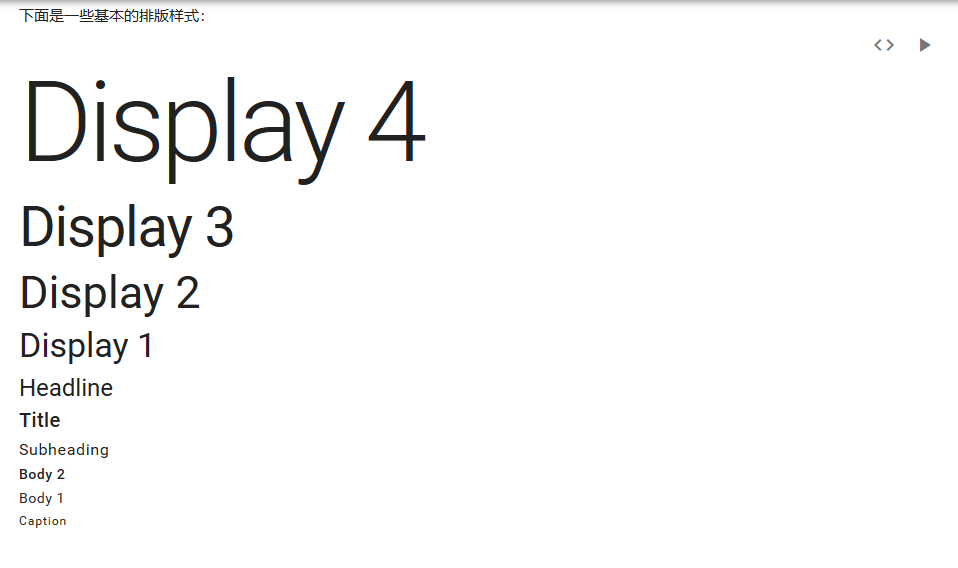 下面是一些基本的排版样式：
Display 4
Display 3
Display 2
Display 1
Headline
Title
Subheading
Body 2
Body 1
Caption